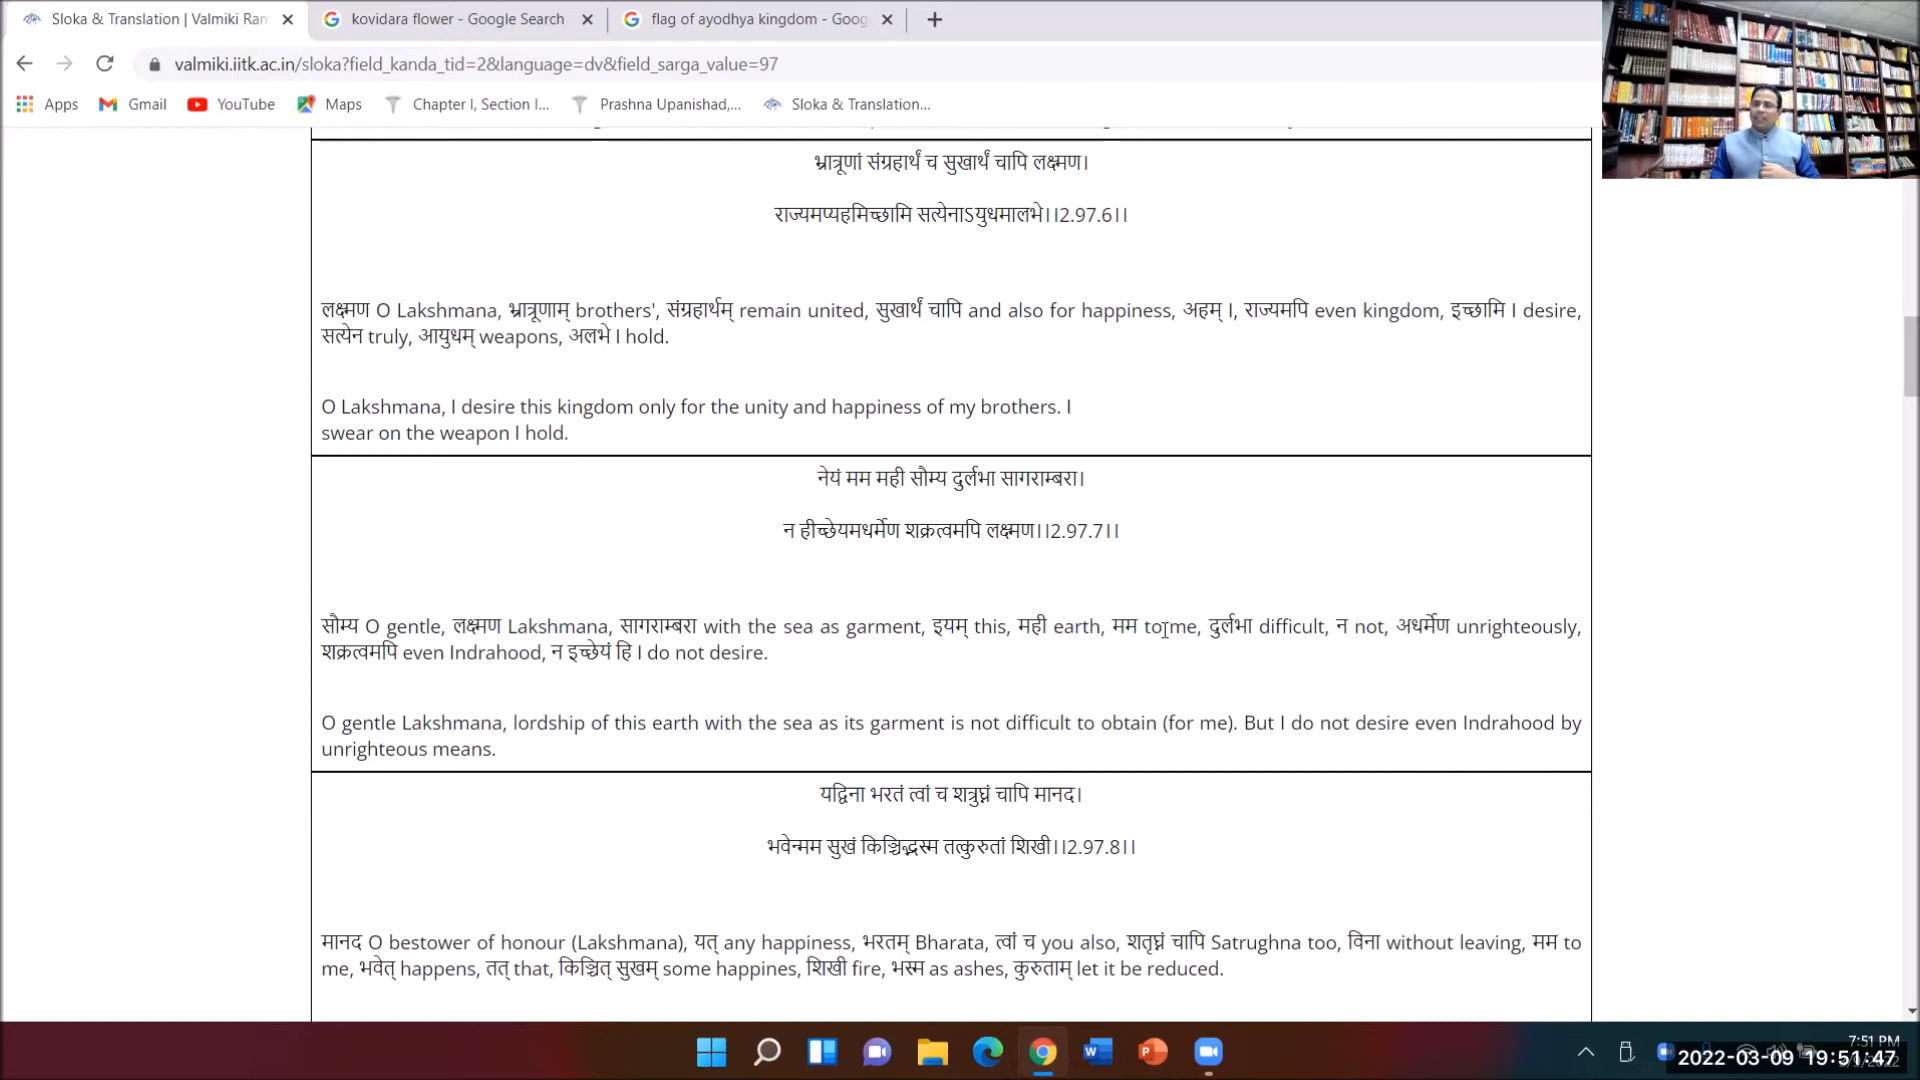 Sloka & Translation | Valmiki Ram
kovidara flower - Google Search
flag of ayodhya kingdom - Goog
valmiki.iitk.ac.in/sloka?field_kanda_tid=2&language=dv&field_sarga_value=97
Apps Gmail YouTube Maps Chapter I, Section I... Prashna Upanishad,... Sloka & Translation...
भ्रात्रूणां संग्रहार्थं च सुखार्थं चापि लक्ष्मण।
राज्यमप्यहमिच्छामि सत्येनाऽयुधमालभे।।2.97.6।।
लक्ष्मण O Lakshmana, भ्रात्रूणाम् brothers', संग्रहार्थम् remain united, सुखार्थं चापि and also for happiness, अहम् I, राज्यमपि even kingdom, इच्छामि I desire,
सत्येन truly, आयुधम् weapons, अलभे I hold.
O Lakshmana, I desire this kingdom only for the unity and happiness of my brothers. I
swear on the weapon I hold.
नेयं मम मही सौम्य दुर्लभा सागराम्बरा।
न हीच्छेयमधर्मेण शक्रत्वमपि लक्ष्मण।।2.97.7।।
सौम्य O gentle, लक्ष्मण Lakshmana, सागराम्बरा with the sea as garment, इयम् this, मही earth, मम to me, दुर्लभा difficult, न not, अधर्मेण unrighteously,
शक्रत्वमपि even Indrahood, न इच्छेयं हि I do not desire.
O gentle Lakshmana, lordship of this earth with the sea as its garment is not difficult to obtain (for me). But I do not desire even Indrahood by
unrighteous means.
यद्विना भरतं त्वां च शत्रुघ्नं चापि मानद।
भवेन्मम सुखं किञ्चिद्भस्म तत्कुरुतां शिखी।।2.97.8।।
मानद O bestower of honour (Lakshmana), यत् any happiness, भरतम् Bharata, त्वां च you also, शतृघ्नं चापि Satrughna too, विना without leaving, मम to
me, भवेत् happens, तत् that, किञ्चित् सुखम् some happines, शिखी fire, भस्म as ashes, कुरुताम् let it be reduced.
7:51 PM
2022-03-09 19:51:47